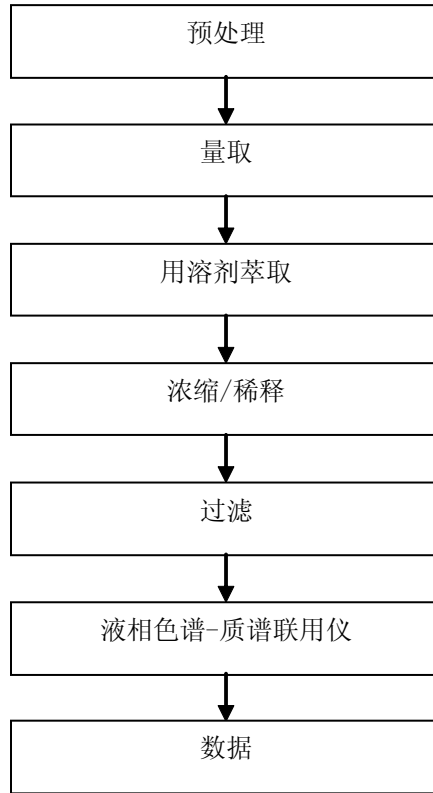 预处理
量取
用溶剂萃取
浓缩/稀释
过滤
液相色谱-质谱联用仪
数据